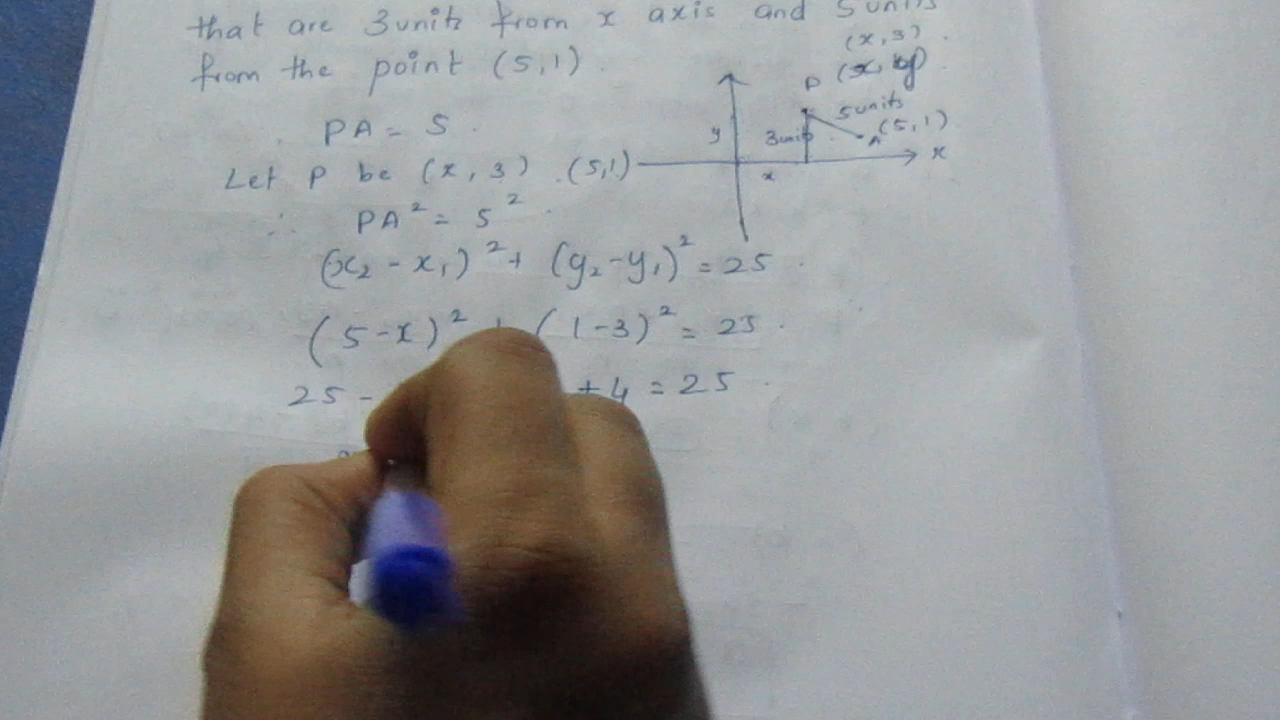 that are 3units from x axis and 5units
from the point (5,1).
(x,3).
P (x, y).
5units
y 3units A (5,1)
x
x
PA = 5.
Let P be (x, 3) . (5,1)
∴ PA² = 5².
(x₂ - x₁)² + (y₂ - y₁)² = 25.
(5-x)² + (1-3)² = 25.
25 - + 4 = 25.